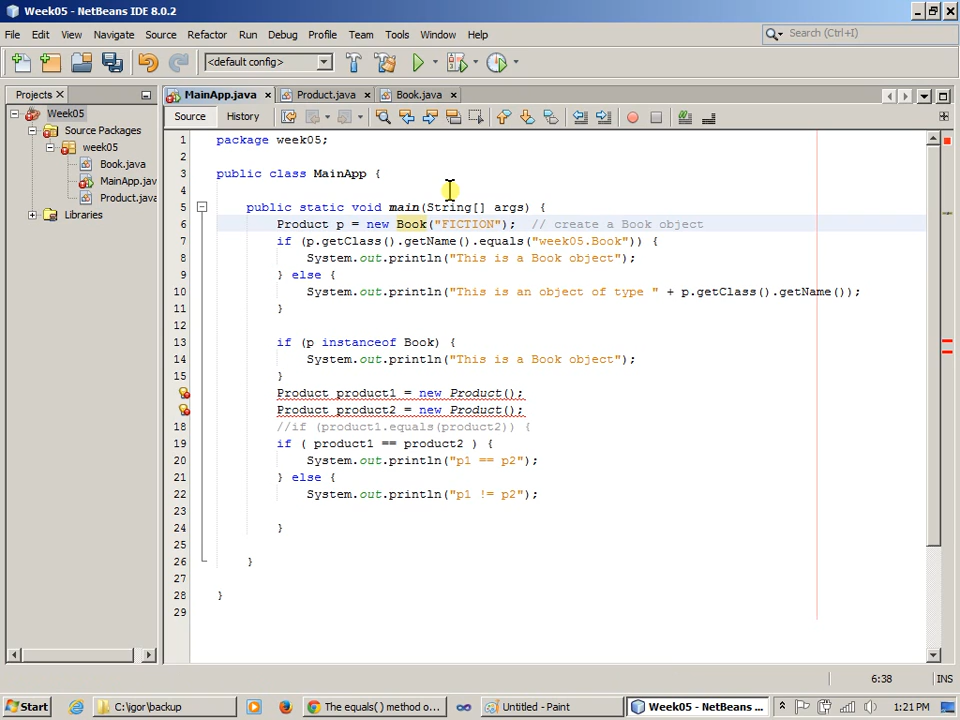 Week05 - NetBeans IDE 8.0.2
File Edit View Navigate Source Refactor Run Debug Profile Team Tools Window Help
Search (Ctrl+I)
<default config>
Projects
MainApp.java Product.java Book.java
Source History
Week05
Source Packages
week05
Book.java
MainApp.jav
Product.java
Libraries
1 package week05;
2
3 public class MainApp {
4
5 public static void main(String[] args) {
6 Product p = new Book("FICTION"); // create a Book object
7 if (p.getClass().getName().equals("week05.Book")) {
8 System.out.println("This is a Book object");
9 } else {
10 System.out.println("This is an object of type " + p.getClass().getName());
11 }
12
13 if (p instanceof Book) {
14 System.out.println("This is a Book object");
15 }
Product product1 = new Product();
Product product2 = new Product();
18 //if (product1.equals(product2)) {
19 if ( product1 == product2 ) {
20 System.out.println("p1 == p2");
21 } else {
22 System.out.println("p1 != p2");
23
24 }
25
26 }
27
28 }
29
6:38 INS
Start C:\igor\backup The equals( ) method o... Untitled - Paint Week05 - NetBeans ... 1:21 PM